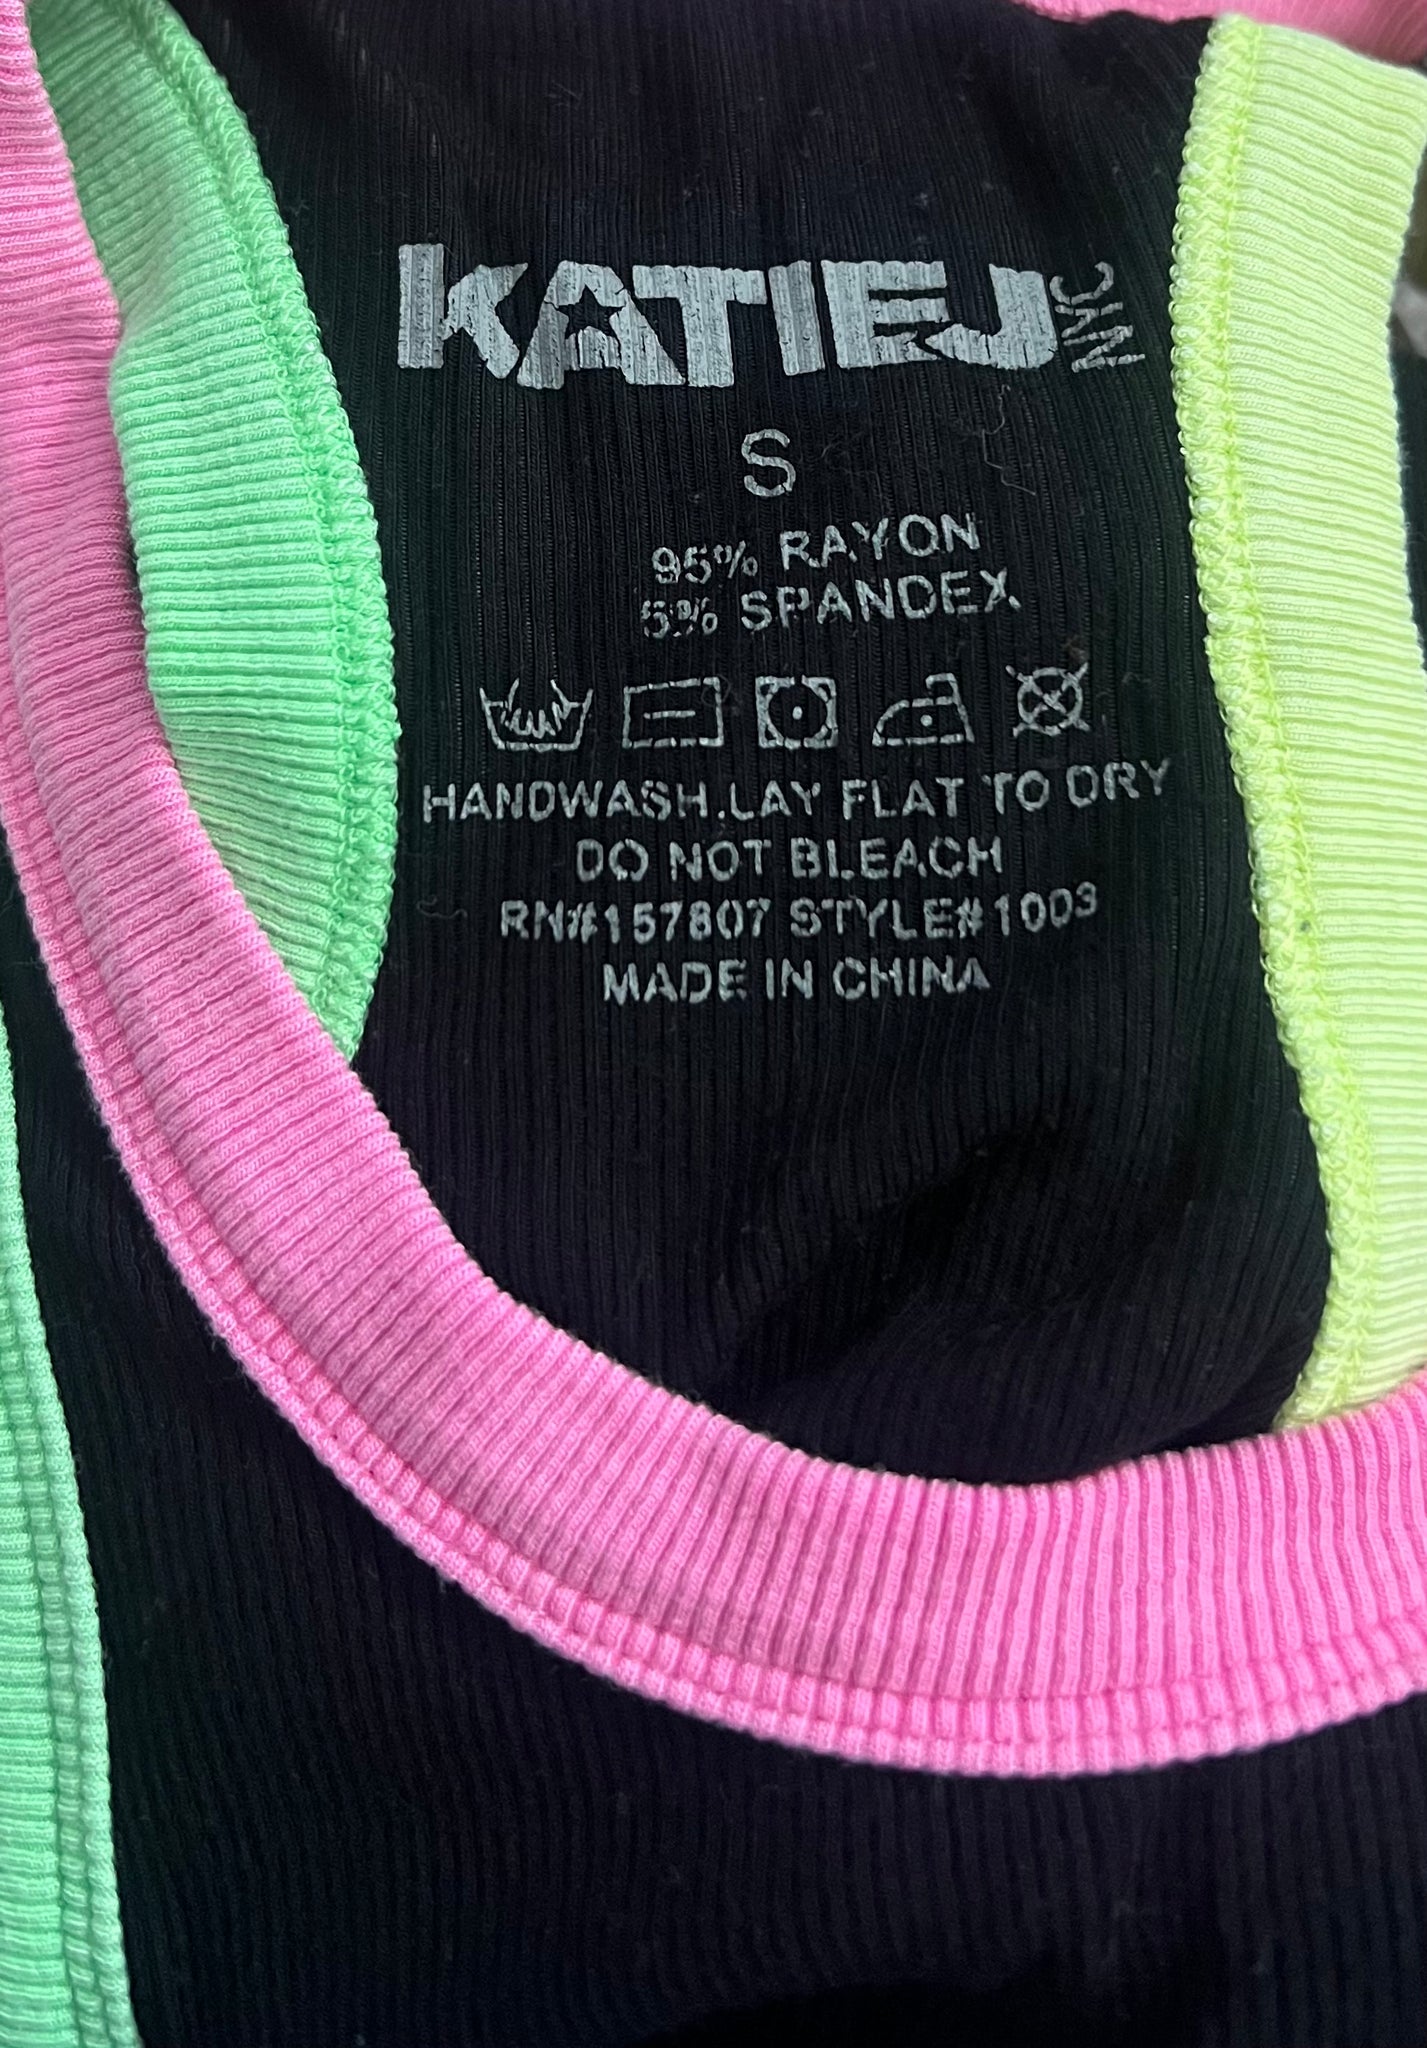 KATIEJ NYC
S
95% RAYON
5% SPANDEX
HANDWASH.LAY FLAT TO DRY
DO NOT BLEACH
RN#157807 STYLE#1003
MADE IN CHINA